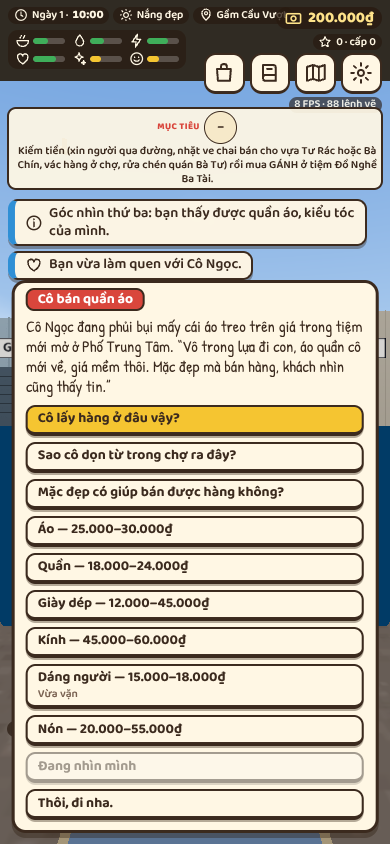 Ngày 1 · 10:00
Nắng đẹp
Gầm Cầu Vư
200.000₫
0 · cấp 0
8 FPS · 88 lệnh vẽ
MỤC TIÊU
–
Kiếm tiền (xin người qua đường, nhặt ve chai bán cho vựa Tư Rác hoặc Bà
Chín, vác hàng ở chợ, rửa chén quán Bà Tư) rồi mua GÁNH ở tiệm Đồ Nghề
Ba Tài.
Góc nhìn thứ ba: bạn thấy được quần áo, kiểu tóc
của mình.
Bạn vừa làm quen với Cô Ngọc.
Cô bán quần áo
Cô Ngọc đang phủi bụi mấy cái áo treo trên giá trong tiệm
mới mở ở Phố Trung Tâm. “Vô trong lựa đi con, áo quần cô
mới về, giá mềm thôi. Mặc đẹp mà bán hàng, khách nhìn
cũng thấy tin.”
Cô lấy hàng ở đâu vậy?
Sao cô dọn từ trong chợ ra đây?
Mặc đẹp có giúp bán được hàng không?
Áo — 25.000–30.000₫
Quần — 18.000–24.000₫
Giày dép — 12.000–45.000₫
Kính — 45.000–60.000₫
Dáng người — 15.000–18.000₫
Vừa vặn
Nón — 20.000–55.000₫
Đang nhìn mình
Thôi, đi nha.